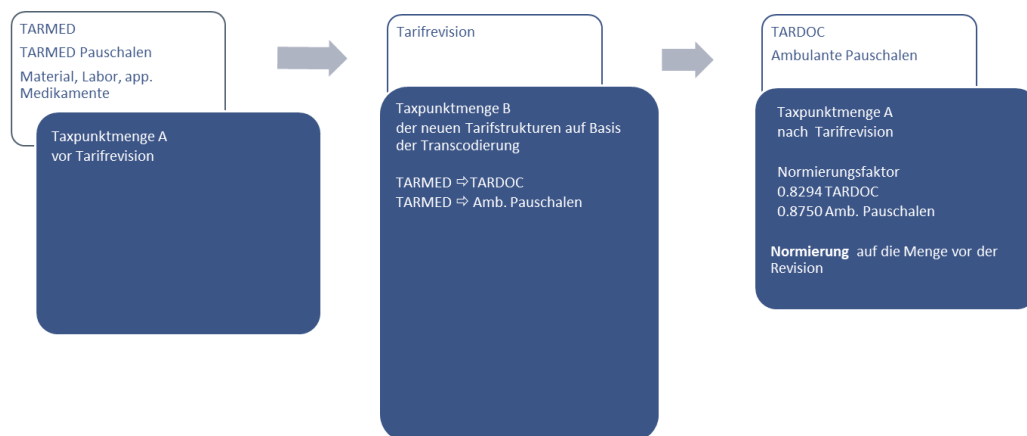 TARMED
TARMED Pauschalen
Material, Labor, app.
Medikamente
Taxpunktmenge A
vor Tarifrevision
Tarifrevision
Taxpunktmenge B
der neuen Tarifstrukturen auf Basis
der Transcodierung
TARMED ⇨ TARDOC
TARMED ⇨ Amb. Pauschalen
TARDOC
Ambulante Pauschalen
Taxpunktmenge A
nach Tarifrevision
Normierungsfaktor
0.8294 TARDOC
0.8750 Amb. Pauschalen
Normierung auf die Menge vor der
Revision